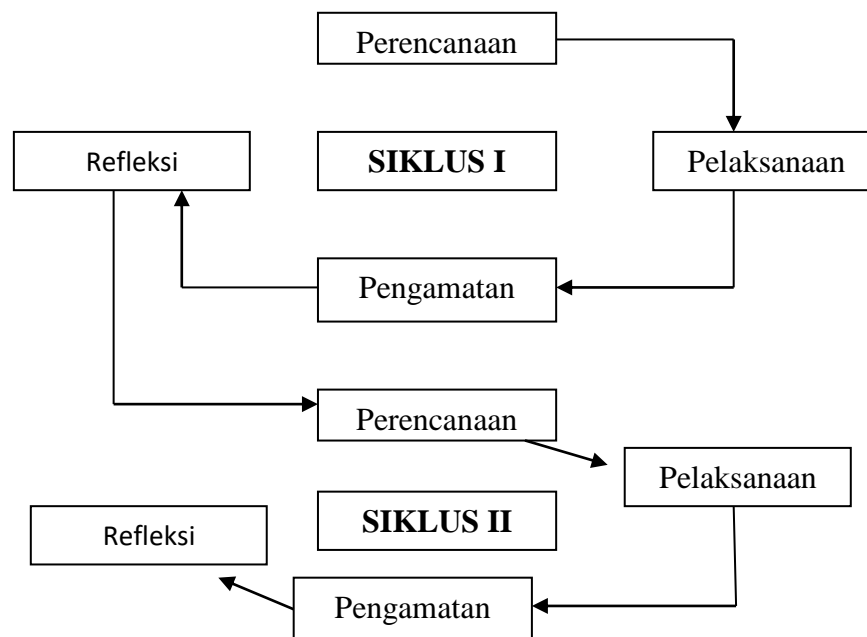 Perencanaan
Refleksi
SIKLUS I
Pelaksanaan
Pengamatan
Perencanaan
Pelaksanaan
SIKLUS II
Refleksi
Pengamatan